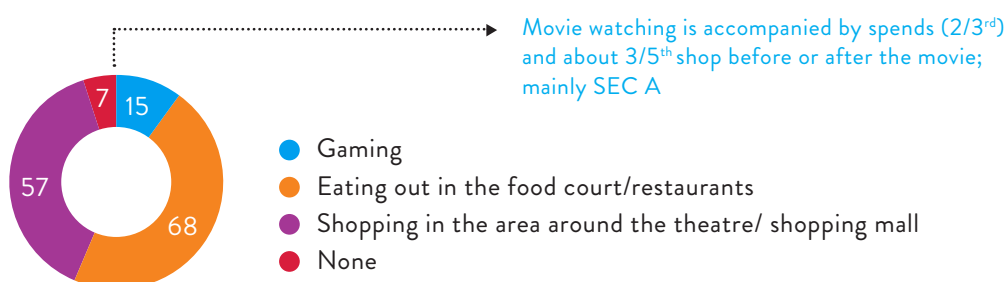 Movie watching is accompanied by spends (2/3rd)
and about 3/5th shop before or after the movie;
mainly SEC A
7
15
57
68
Gaming
Eating out in the food court/restaurants
Shopping in the area around the theatre/ shopping mall
None